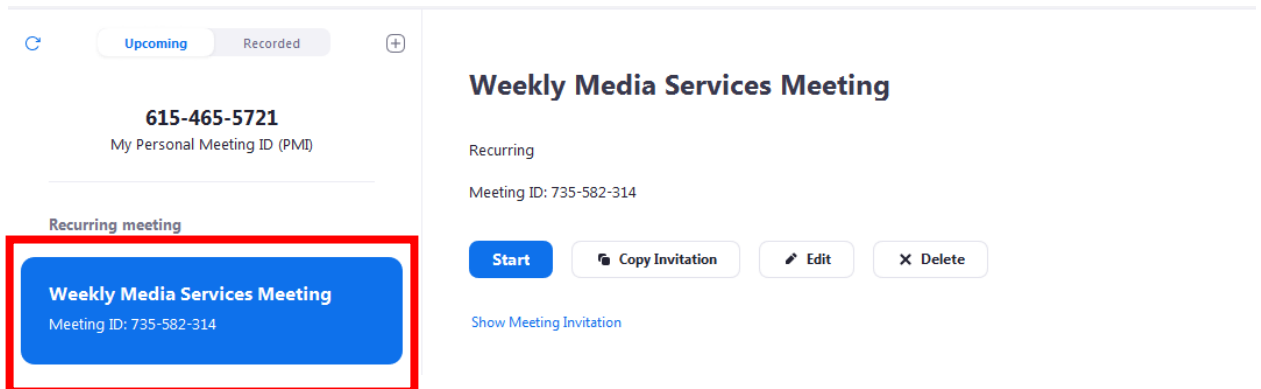 Upcoming
Recorded
615-465-5721
My Personal Meeting ID (PMI)
Recurring meeting
Weekly Media Services Meeting
Meeting ID: 735-582-314
Weekly Media Services Meeting
Recurring
Meeting ID: 735-582-314
Start
Copy Invitation
Edit
Delete
Show Meeting Invitation